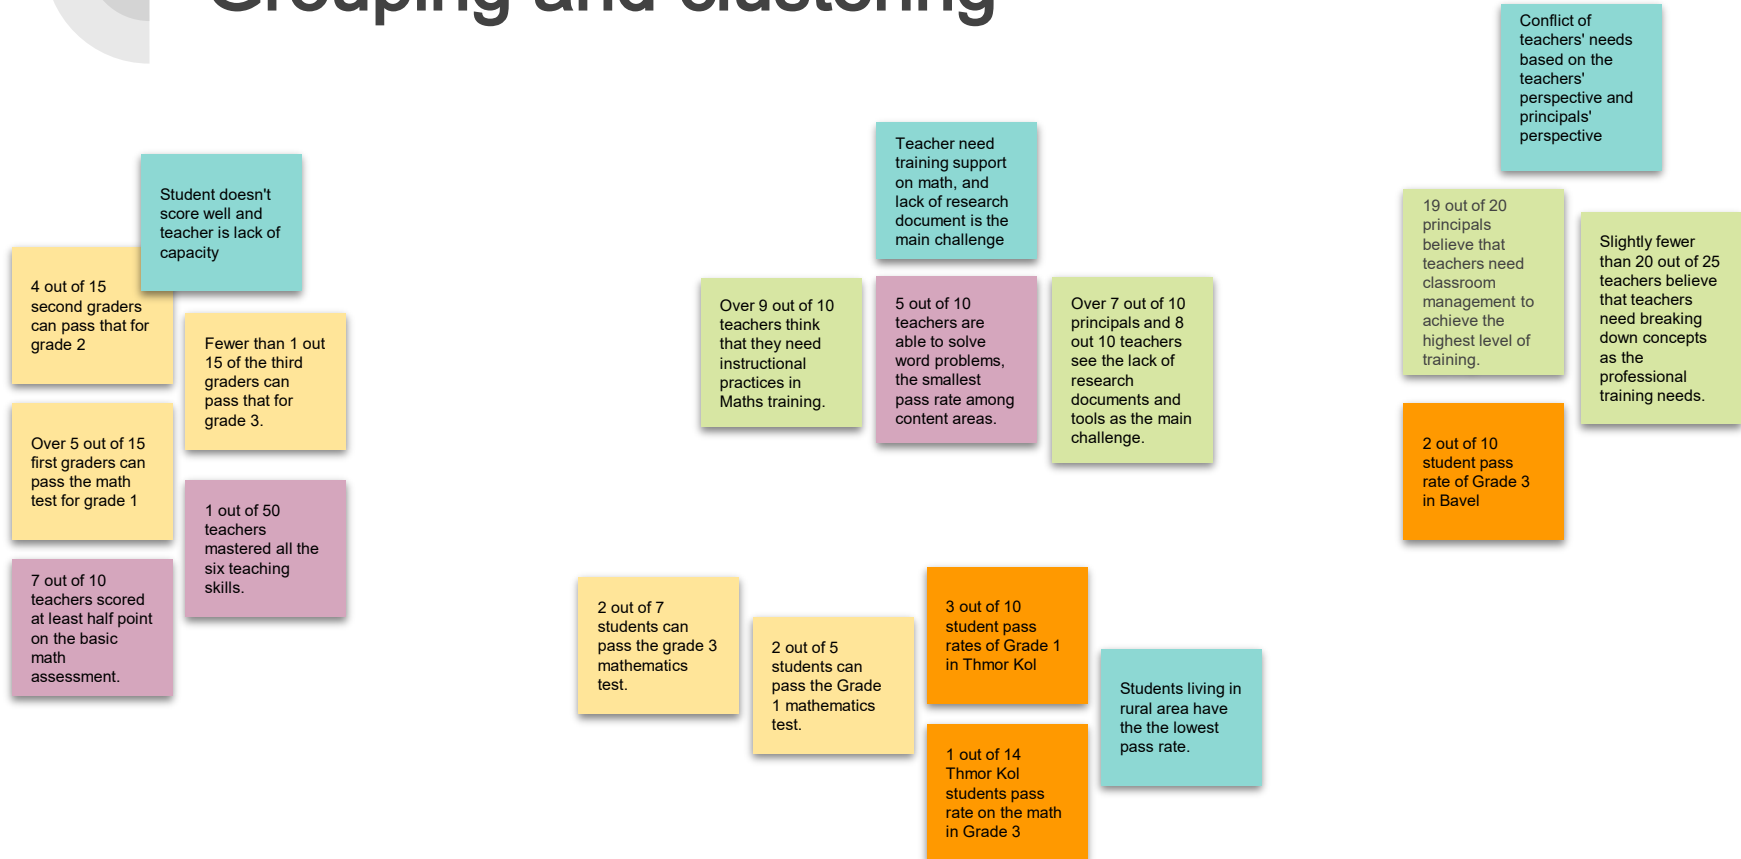 Grouping and clustering
Conflict of
teachers' needs
based on the
teachers'
perspective and
principals'
perspective
Student doesn't
score well and
teacher is lack of
capacity
4 out of 15
second graders
can pass that for
grade 2
Fewer than 1 out
15 of the third
graders can
pass that for
grade 3.
Over 5 out of 15
first graders can
pass the math
test for grade 1
1 out of 50
teachers
mastered all the
six teaching
skills.
7 out of 10
teachers scored
at least half point
on the basic
math
assessment.
Teacher need
training support
on math, and
lack of research
document is the
main challenge
Over 9 out of 10
teachers think
that they need
instructional
practices in
Maths training.
5 out of 10
teachers are
able to solve
word problems,
the smallest
pass rate among
content areas.
Over 7 out of 10
principals and 8
out 10 teachers
see the lack of
research
documents and
tools as the main
challenge.
19 out of 20
principals
believe that
teachers need
classroom
management to
achieve the
highest level of
training.
Slightly fewer
than 20 out of 25
teachers believe
that teachers
need breaking
down concepts
as the
professional
training needs.
2 out of 10
student pass
rate of Grade 3
in Bavel
2 out of 7
students can
pass the grade 3
mathematics
test.
2 out of 5
students can
pass the Grade
1 mathematics
test.
3 out of 10
student pass
rates of Grade 1
in Thmor Kol
1 out of 14
Thmor Kol
students pass
rate on the math
in Grade 3
Students living in
rural area have
the the lowest
pass rate.